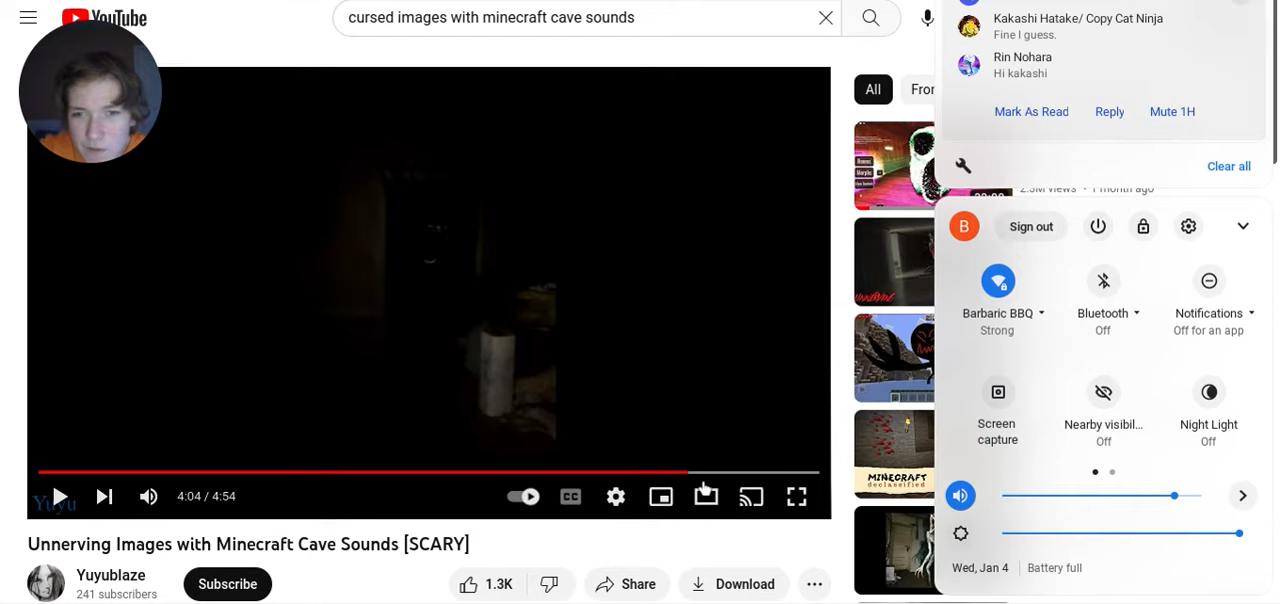 YouTube
cursed images with minecraft cave sounds
Kakashi Hatake/ Copy Cat Ninja
Fine I guess.
Rin Nohara
Hi kakashi
Mark As Read Reply Mute 1H
All
Clear all
B Sign out
Barbaric BBQ
Strong
Bluetooth
Off
Notifications
Off for an app
Screen
capture
Nearby visibil...
Off
Night Light
Off
Wed, Jan 4 Battery full
MINECRAFT
declassified
Yuyu
4:04 / 4:54
CC
Unnerving Images with Minecraft Cave Sounds [SCARY]
Yuyublaze
241 subscribers
Subscribe
1.3K
Share
Download